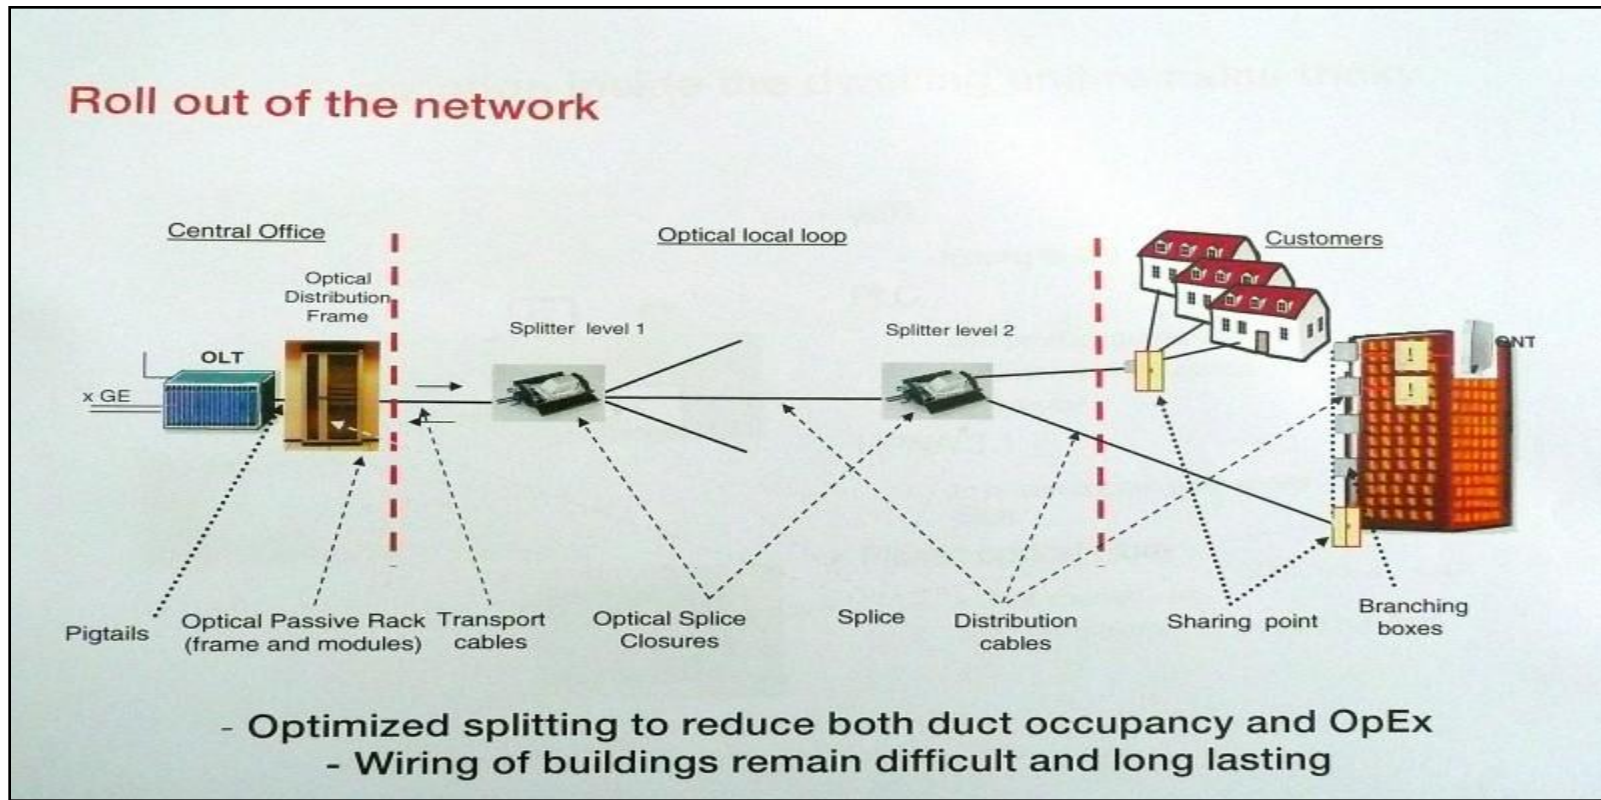 Roll out of the network
Central Office
Optical local loop
Customers
Optical
Distribution
Frame
Splitter level 1
Splitter level 2
OLT
ONT
x GE
Pigtails
Optical Passive Rack
(frame and modules)
Transport
cables
Optical Splice
Closures
Splice
Distribution
cables
Sharing point
Branching
boxes
- Optimized splitting to reduce both duct occupancy and OpEx
- Wiring of buildings remain difficult and long lasting